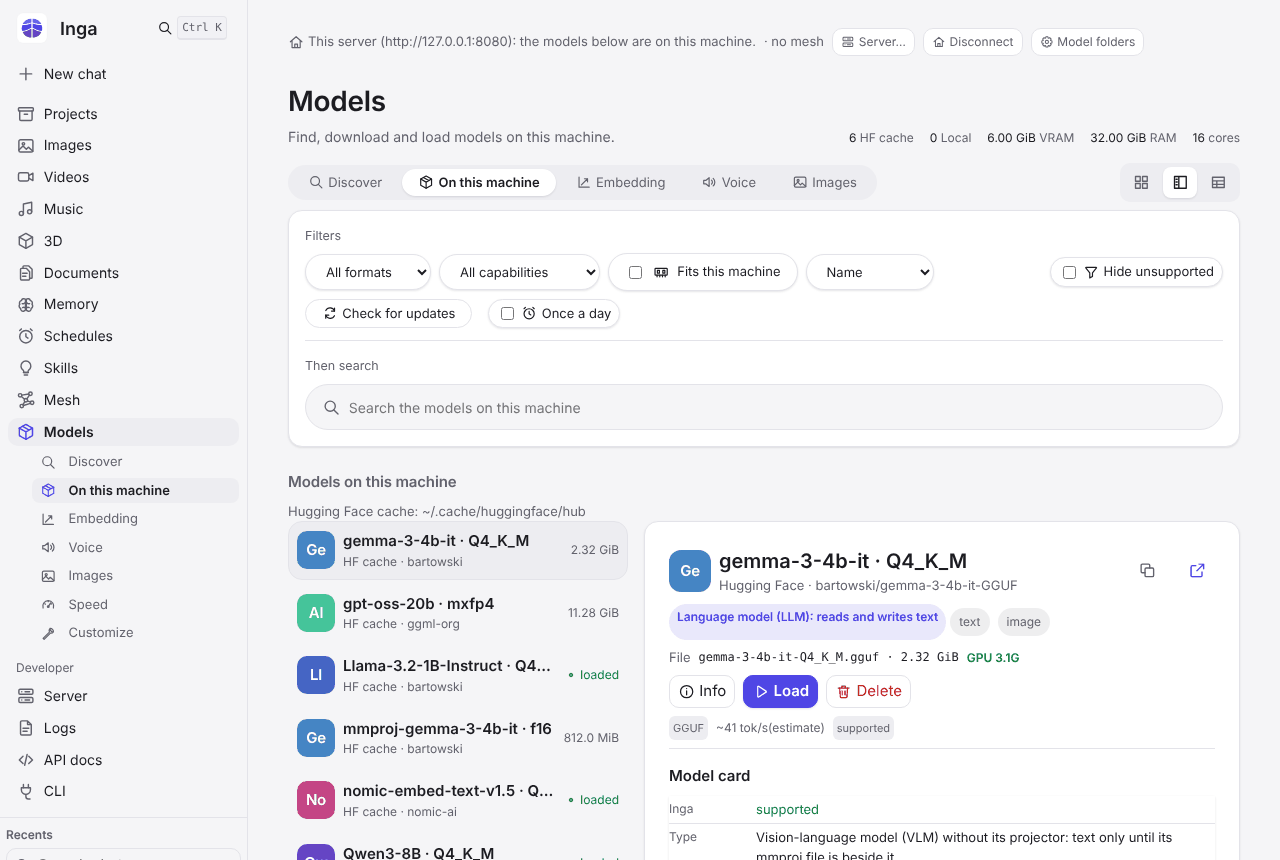 Inga
Ctrl K
New chat
Projects
Images
Videos
Music
3D
Documents
Memory
Schedules
Skills
Mesh
Models
Discover
On this machine
Embedding
Voice
Images
Speed
Customize
Developer
Server
Logs
API docs
CLI
Recents
This server (http://127.0.0.1:8080): the models below are on this machine. · no mesh
Server...
Disconnect
Model folders
Models
Find, download and load models on this machine.
6 HF cache 0 Local 6.00 GiB VRAM 32.00 GiB RAM 16 cores
Discover On this machine Embedding Voice Images
Filters
All formats All capabilities Fits this machine Name Hide unsupported
Check for updates Once a day
Then search
Search the models on this machine
Models on this machine
Hugging Face cache: ~/.cache/huggingface/hub
Ge gemma-3-4b-it · Q4_K_M 2.32 GiB
HF cache · bartowski
AI gpt-oss-20b · mxfp4 11.28 GiB
HF cache · ggml-org
Ll Llama-3.2-1B-Instruct · Q4... • loaded
HF cache · bartowski
Ge mmproj-gemma-3-4b-it · f16 812.0 MiB
HF cache · bartowski
No nomic-embed-text-v1.5 · Q... • loaded
HF cache · nomic-ai
Qwen3-8B · Q4_K_M
Ge gemma-3-4b-it · Q4_K_M
Hugging Face · bartowski/gemma-3-4b-it-GGUF
Language model (LLM): reads and writes text text image
File gemma-3-4b-it-Q4_K_M.gguf · 2.32 GiB GPU 3.1G
Info Load Delete
GGUF ~41 tok/s(estimate) supported
Model card
Inga supported
Type Vision-language model (VLM) without its projector: text only until its
mmproj file is beside it